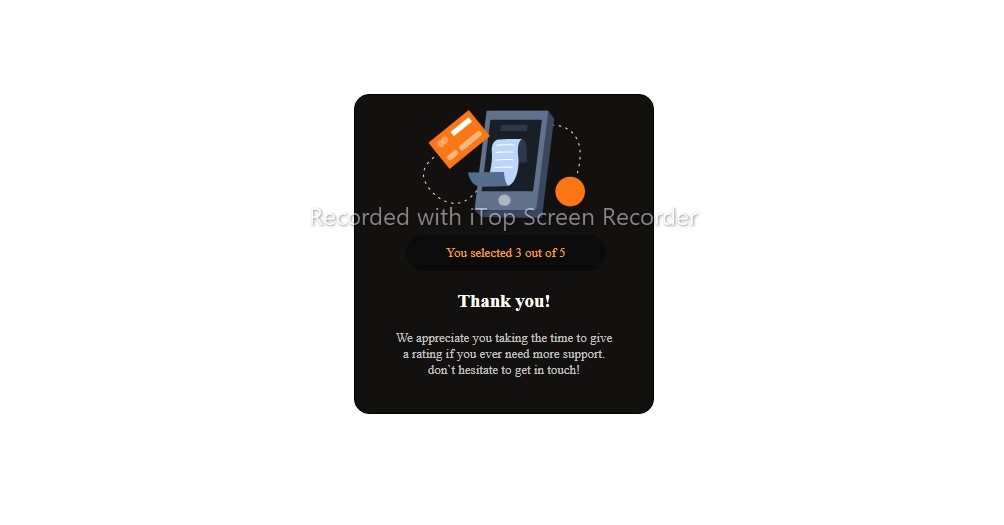 Recorded with iTop Screen Recorder
You selected 3 out of 5
Thank you!
We appreciate you taking the time to give
a rating if you ever need more support.
don`t hesitate to get in touch!